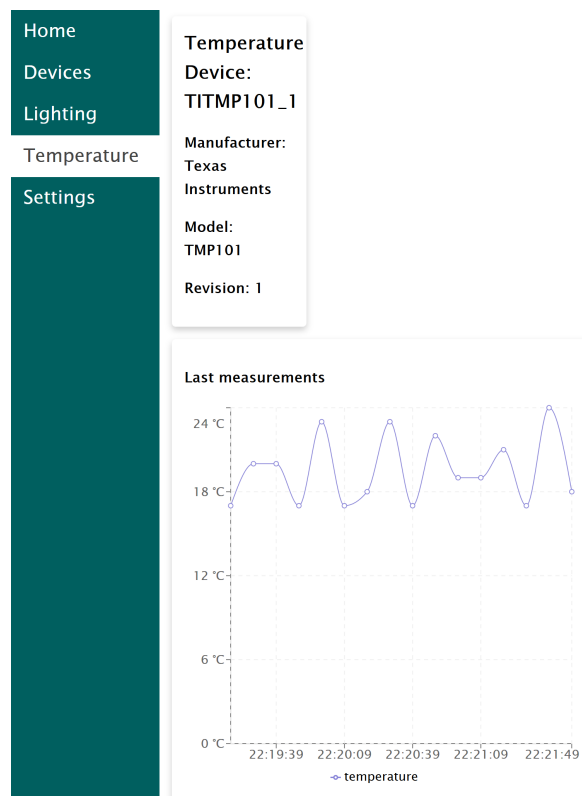 Home
Devices
Lighting
Temperature
Settings
Temperature
Device:
TITMP101_1
Manufacturer:
Texas
Instruments
Model:
TMP101
Revision: 1
Last measurements
24 °C
18 °C
12 °C
6 °C
0 °C
22:19:39 22:20:09 22:20:39 22:21:09 22:21:49
temperature